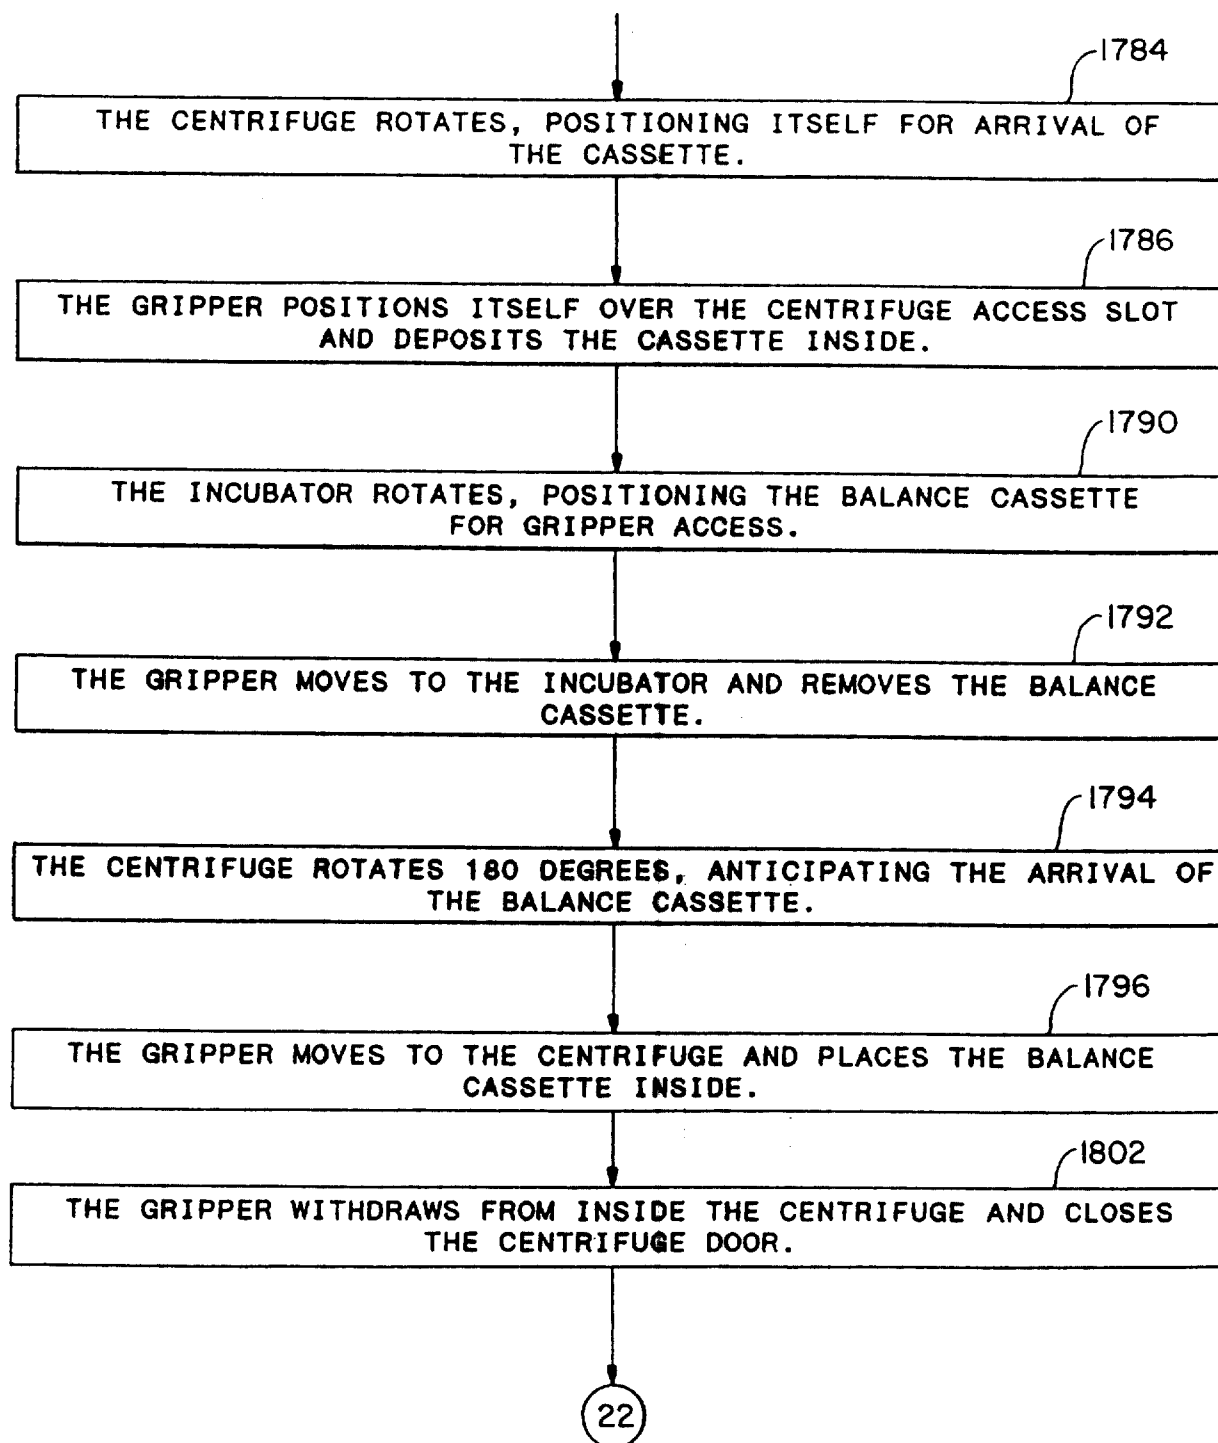 1784
THE CENTRIFUGE ROTATES, POSITIONING ITSELF FOR ARRIVAL OF
THE CASSETTE.
1786
THE GRIPPER POSITIONS ITSELF OVER THE CENTRIFUGE ACCESS SLOT
AND DEPOSITS THE CASSETTE INSIDE.
1790
THE INCUBATOR ROTATES, POSITIONING THE BALANCE CASSETTE
FOR GRIPPER ACCESS.
1792
THE GRIPPER MOVES TO THE INCUBATOR AND REMOVES THE BALANCE
CASSETTE.
1794
THE CENTRIFUGE ROTATES 180 DEGREES, ANTICIPATING THE ARRIVAL OF
THE BALANCE CASSETTE.
1796
THE GRIPPER MOVES TO THE CENTRIFUGE AND PLACES THE BALANCE
CASSETTE INSIDE.
1802
THE GRIPPER WITHDRAWS FROM INSIDE THE CENTRIFUGE AND CLOSES
THE CENTRIFUGE DOOR.
22